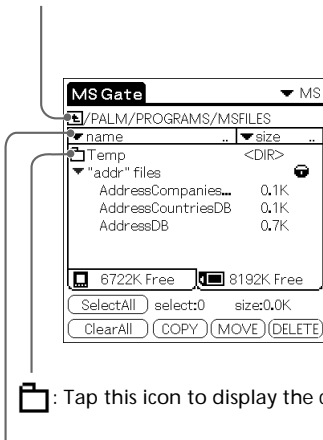 MS Gate MS
/PALM/PROGRAMS/MSFILES
name .. size ..
Temp <DIR>
"addr" files
AddressCompanies... 0.1K
AddressCountriesDB 0.1K
AddressDB 0.7K
6722K Free 8192K Free
SelectAll select:0 size:0.0K
ClearAll COPY MOVE DELETE
: Tap this icon to display the